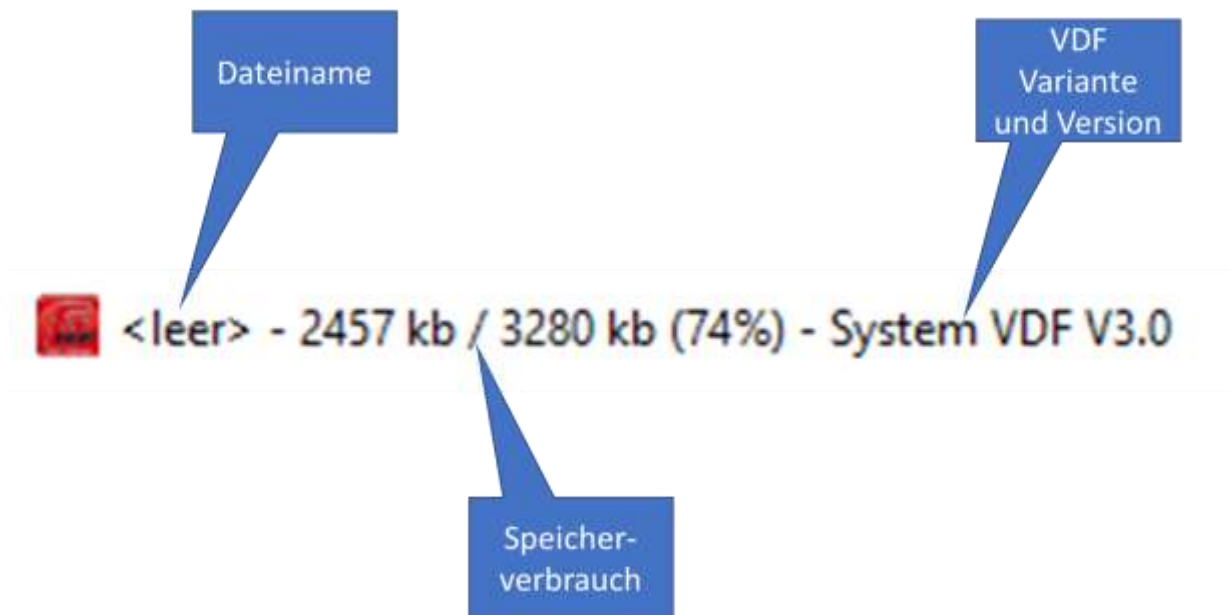 Dateiname
VDF
Variante
und Version
<leer> - 2457 kb / 3280 kb (74%) - System VDF V3.0
Speicher-
verbrauch